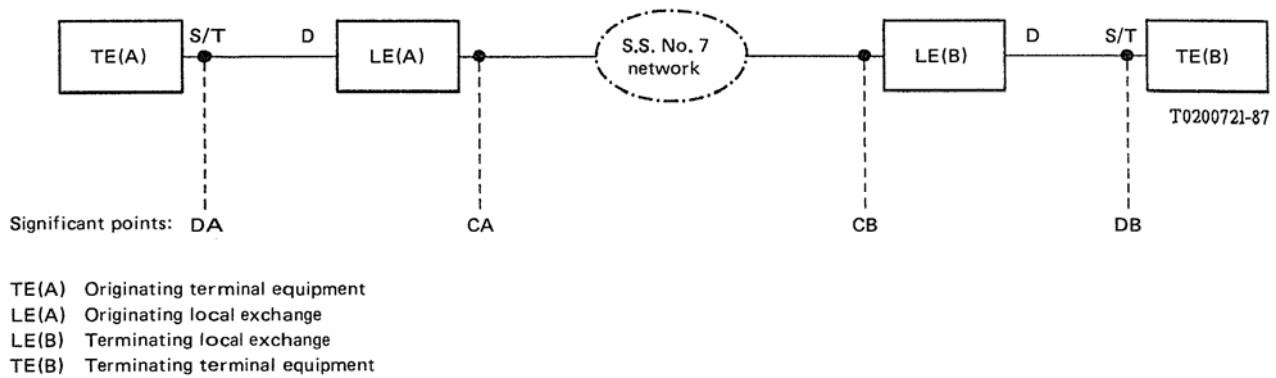 S/T D D S/T
TE(A) LE(A) S.S. No. 7 network LE(B) TE(B)
T0200721-87
Significant points: DA CA CB DB
TE(A) Originating terminal equipment
LE(A) Originating local exchange
LE(B) Terminating local exchange
TE(B) Terminating terminal equipment